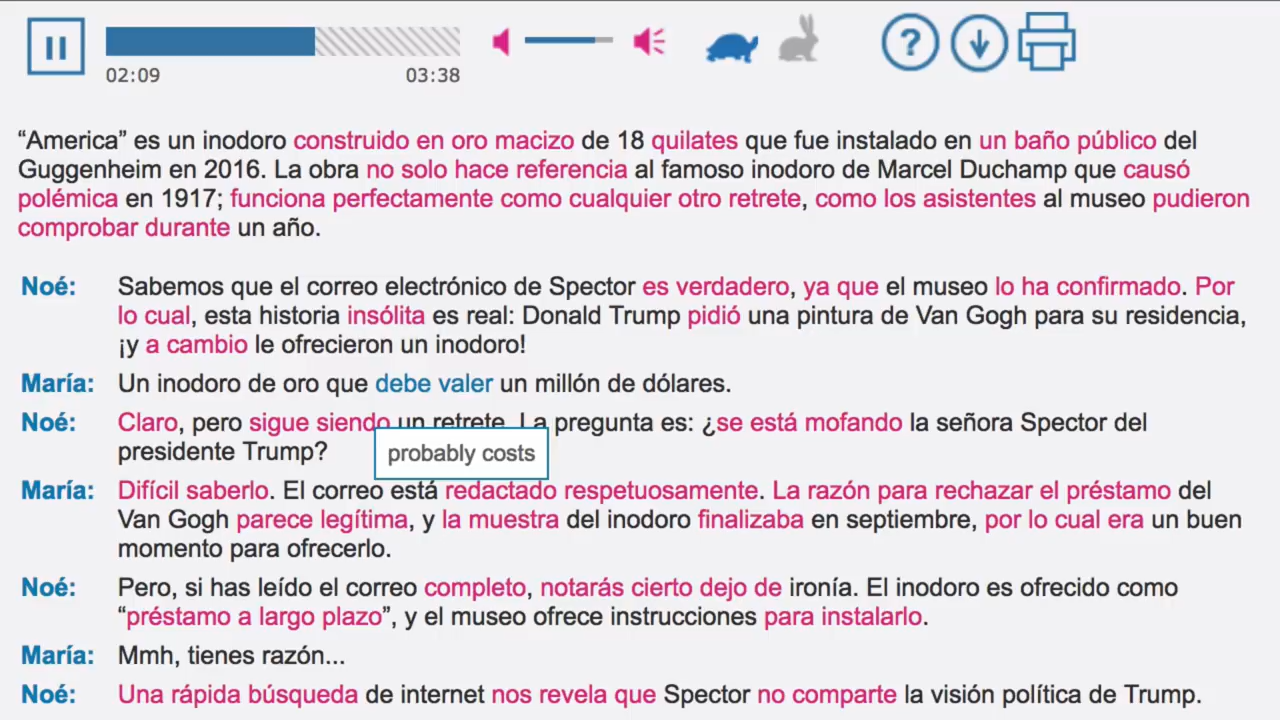 02:09
03:38
?
“America” es un inodoro construido en oro macizo de 18 quilates que fue instalado en un baño público del
Guggenheim en 2016. La obra no solo hace referencia al famoso inodoro de Marcel Duchamp que causó
polémica en 1917; funciona perfectamente como cualquier otro retrete, como los asistentes al museo pudieron
comprobar durante un año.
Noé: Sabemos que el correo electrónico de Spector es verdadero, ya que el museo lo ha confirmado. Por
lo cual, esta historia insólita es real: Donald Trump pidió una pintura de Van Gogh para su residencia,
¡y a cambio le ofrecieron un inodoro!
María: Un inodoro de oro que debe valer un millón de dólares.
Noé: Claro, pero sigue siendo un retrete. La pregunta es: ¿se está mofando la señora Spector del
presidente Trump?
probably costs
María: Difícil saberlo. El correo está redactado respetuosamente. La razón para rechazar el préstamo del
Van Gogh parece legítima, y la muestra del inodoro finalizaba en septiembre, por lo cual era un buen
momento para ofrecerlo.
Noé: Pero, si has leído el correo completo, notarás cierto dejo de ironía. El inodoro es ofrecido como
“préstamo a largo plazo”, y el museo ofrece instrucciones para instalarlo.
María: Mmh, tienes razón...
Noé: Una rápida búsqueda de internet nos revela que Spector no comparte la visión política de Trump.